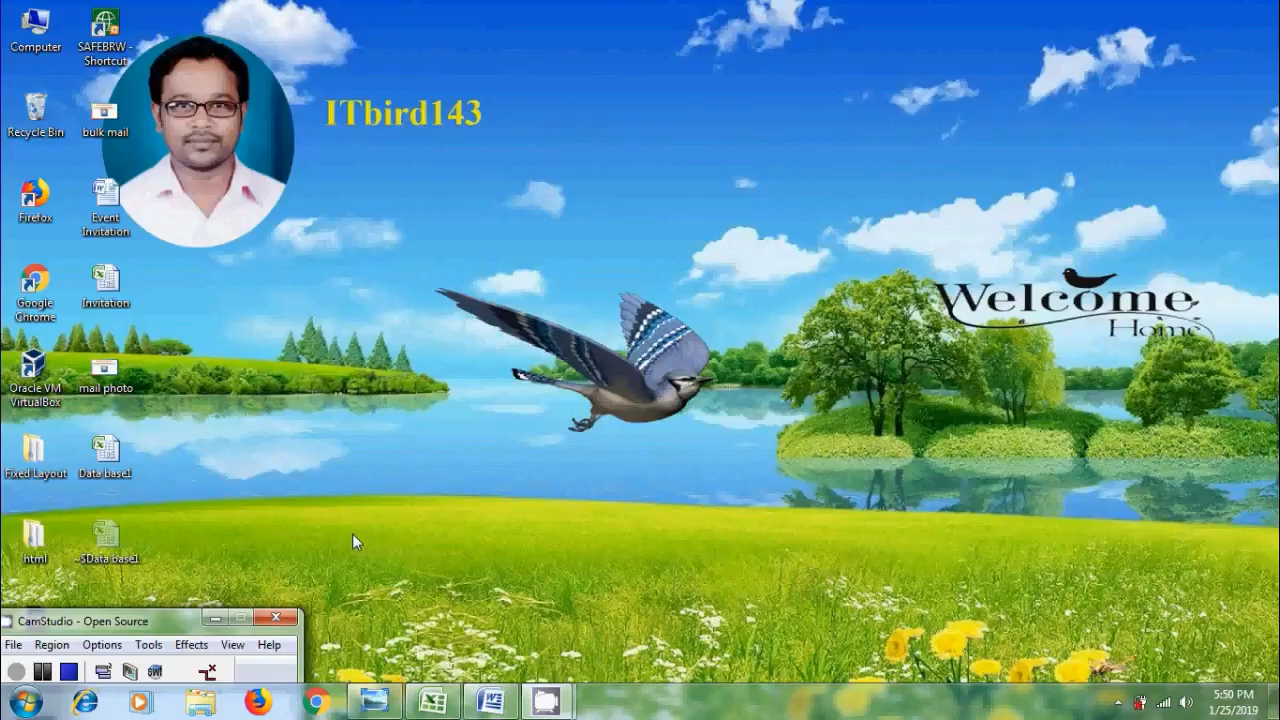 Computer
SAFEBRW -
Shortcut
ITbird143
Recycle Bin
bulk mail
Firefox
Event
Invitation
Google
Chrome
Invitation
Welcome
Home
Oracle VM
VirtualBox
mail photo
Fixed Layout
Data base1
html
~$Data base1
CamStudio - Open Source
File Region Options Tools Effects View Help
SWF
5:50 PM
1/25/2019